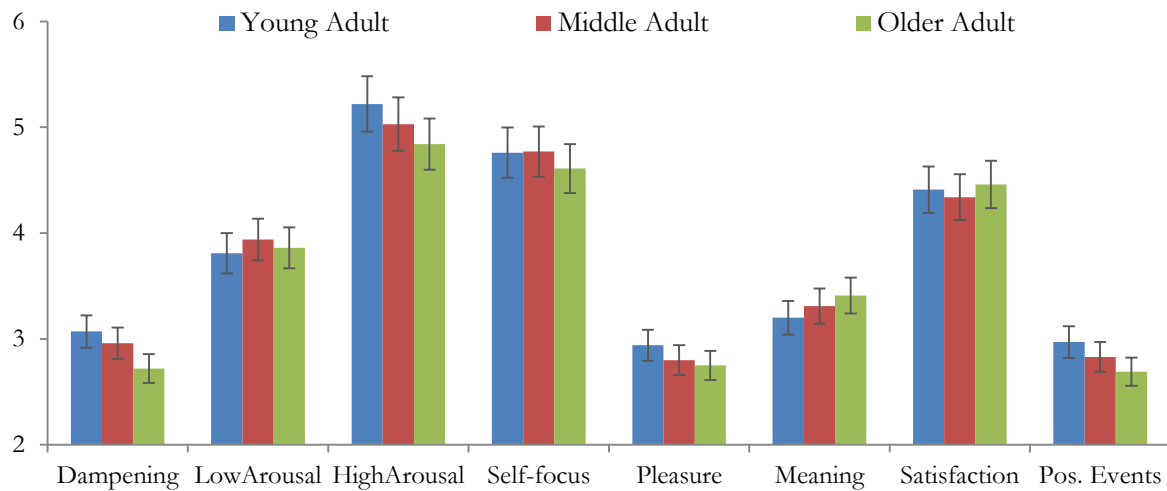 6
Young Adult Middle Adult Older Adult
5
4
3
2
Dampening LowArousal HighArousal Self-focus Pleasure Meaning Satisfaction Pos. Events